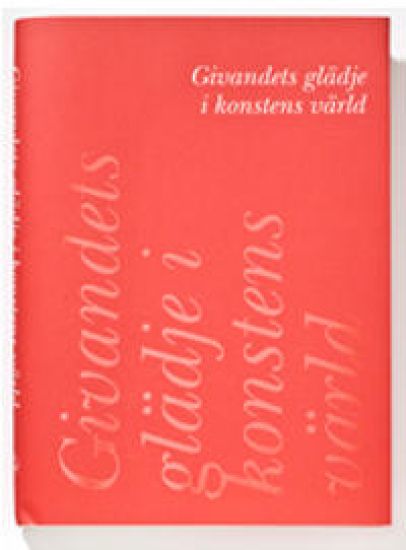 Givandets glädje
i konstens värld
Givandets
glädje i
konstens
värld